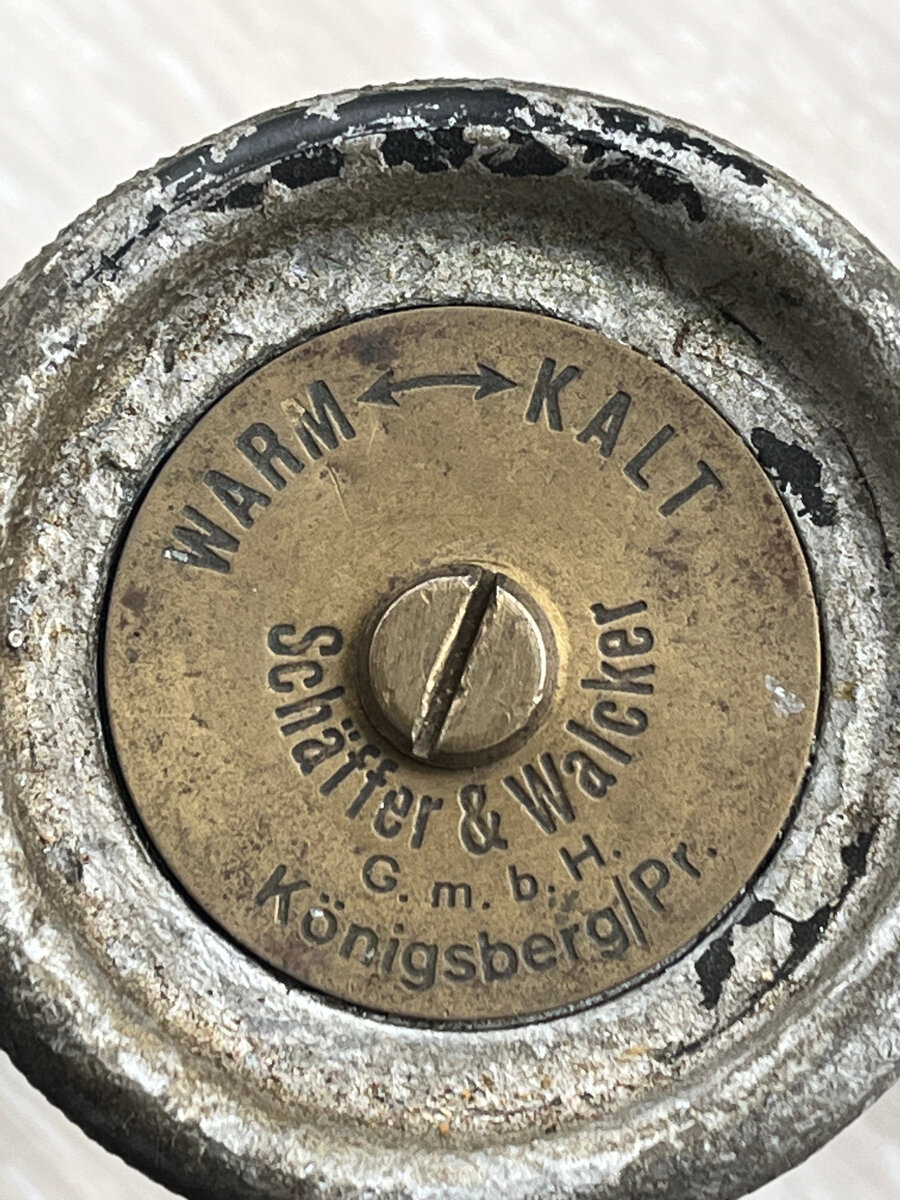 WARM ↔ KALT
Schäffer & Walcker
G. m. b. H.
Königsberg/Pr.